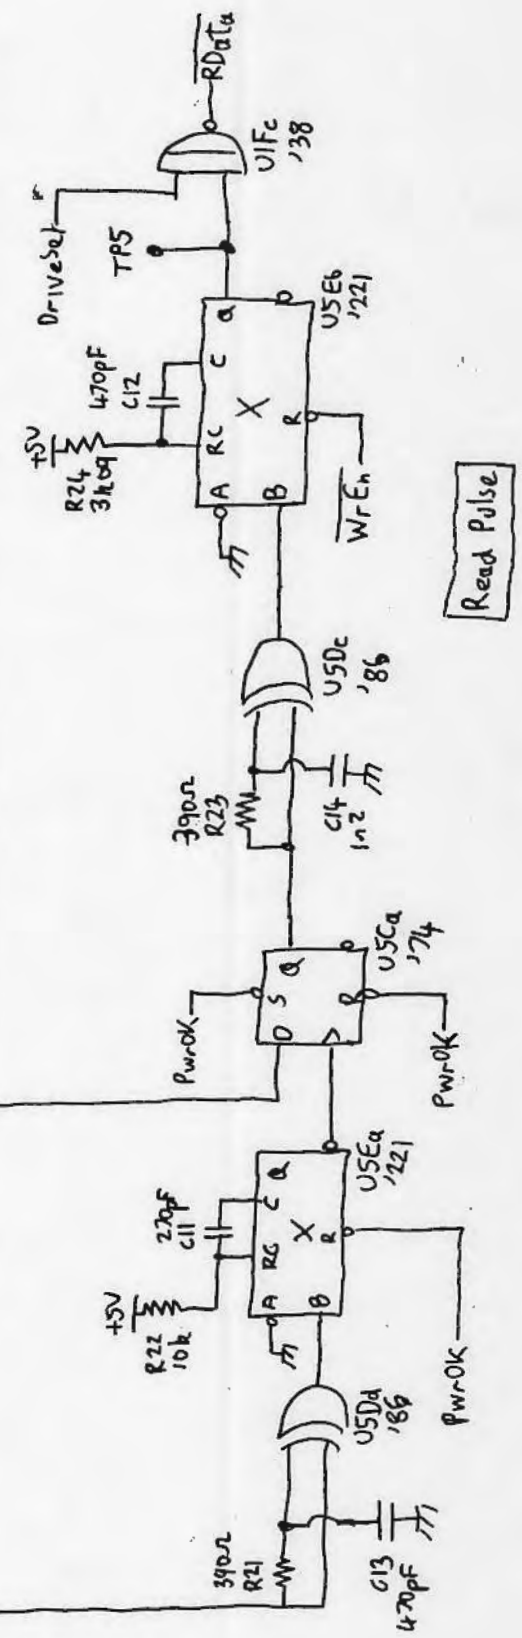 390Ω
R21
C13
470pF
U5Dd
'86
+5V
R22
10k
270pF
C11
A
RC
C
Q
B
X
R
U5Ea
'221
PwrOK
PwrOK
D
S
Q
R
U5Ca
'74
PwrOK
390Ω
R23
C14
1n2
U5Dc
'86
+5V
R24
3k09
470pF
C12
A
RC
C
Q
B
X
R
U5Eb
'221
WrEn
TP5
DriveSel
U1Fc
'38
RData
Read Pulse